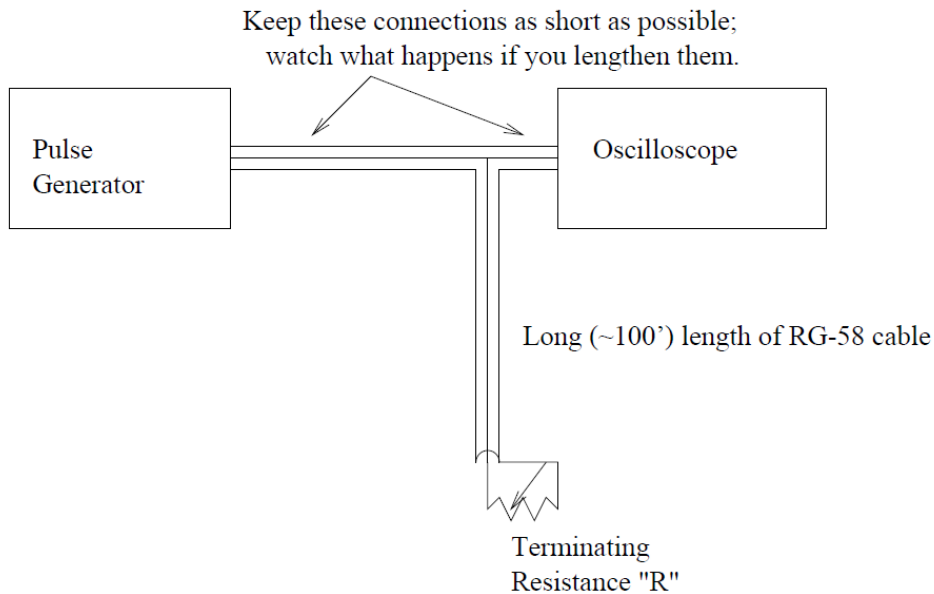 Keep these connections as short as possible;
watch what happens if you lengthen them.
Pulse
Generator
Oscilloscope
Long (~100’) length of RG-58 cable
Terminating
Resistance "R"